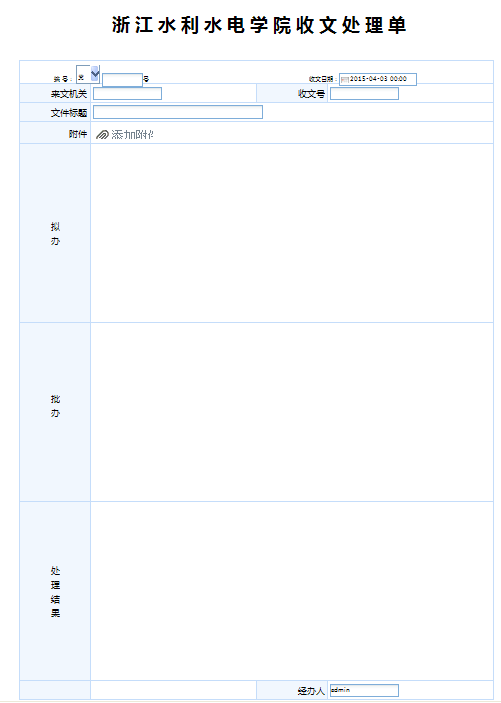 浙江水利水电学院收文处理单
编号： 文 号 收文日期： 2015-04-03 00:00
来文机关 收文号
文件标题
附件 添加附件
拟
办
批
办
处
理
结
果
经办人 admin